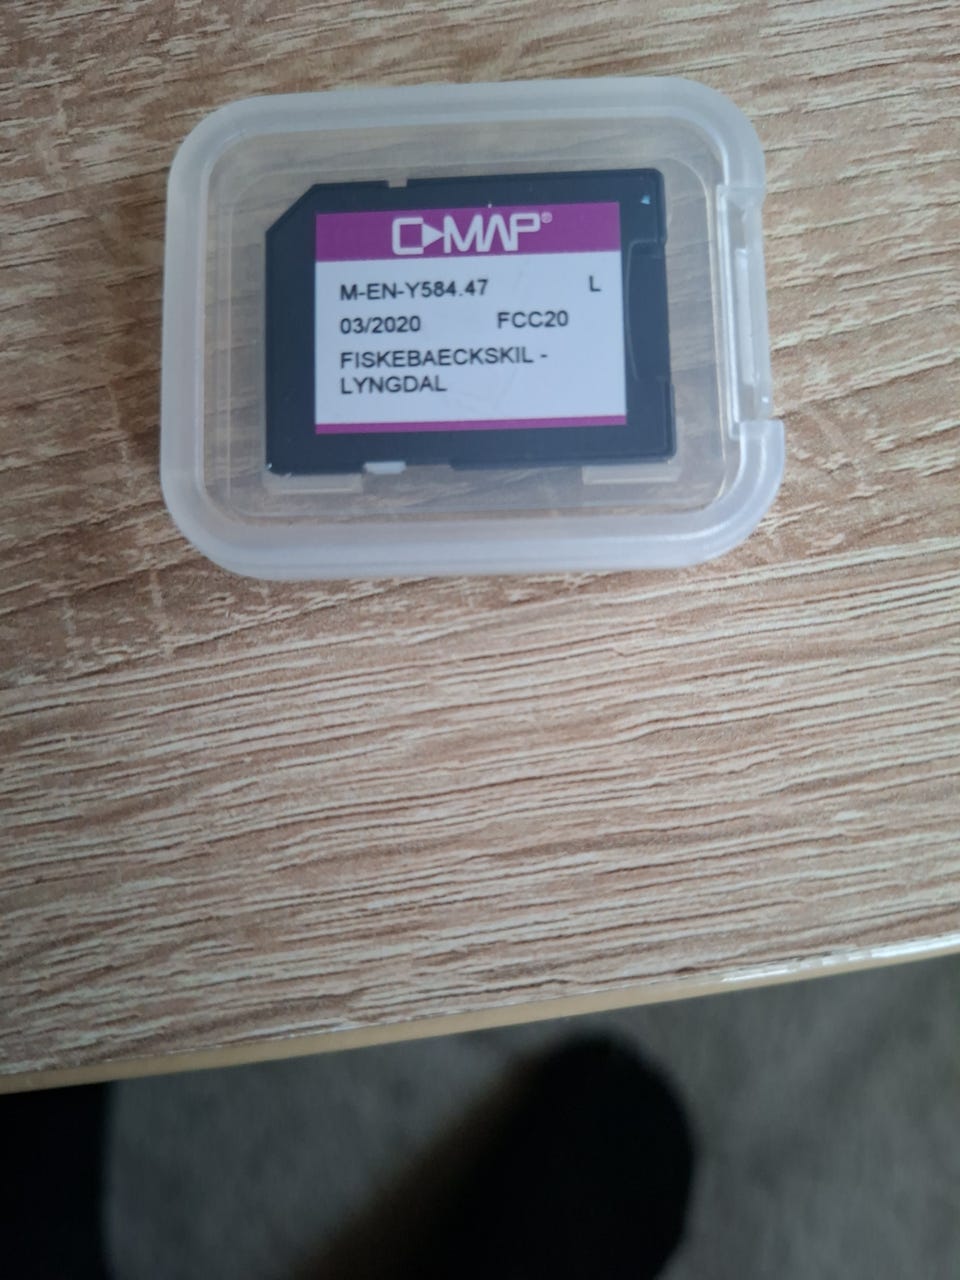 C-MAP®
M-EN-Y584.47 L
03/2020 FCC20
FISKEBAECKSKIL -
LYNGDAL